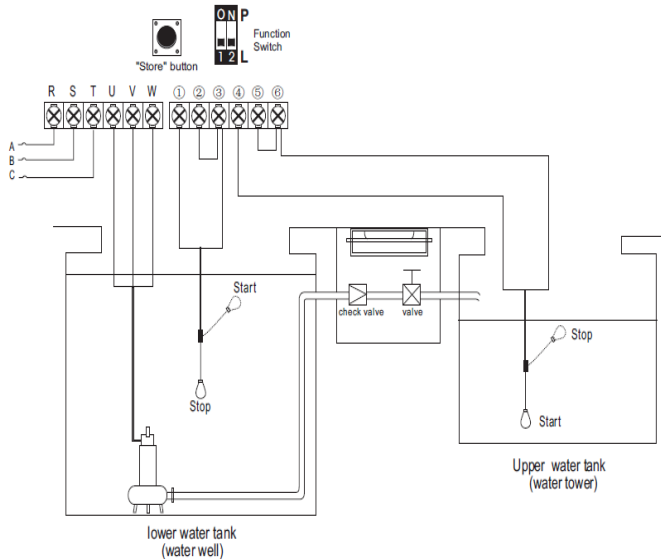 ON P
Function
Switch
1 2 L
"Store" button
R S T U V W ① ② ③ ④ ⑤ ⑥
A
B
C
Start
check valve
valve
Stop
Stop
Start
Upper water tank
(water tower)
lower water tank
(water well)